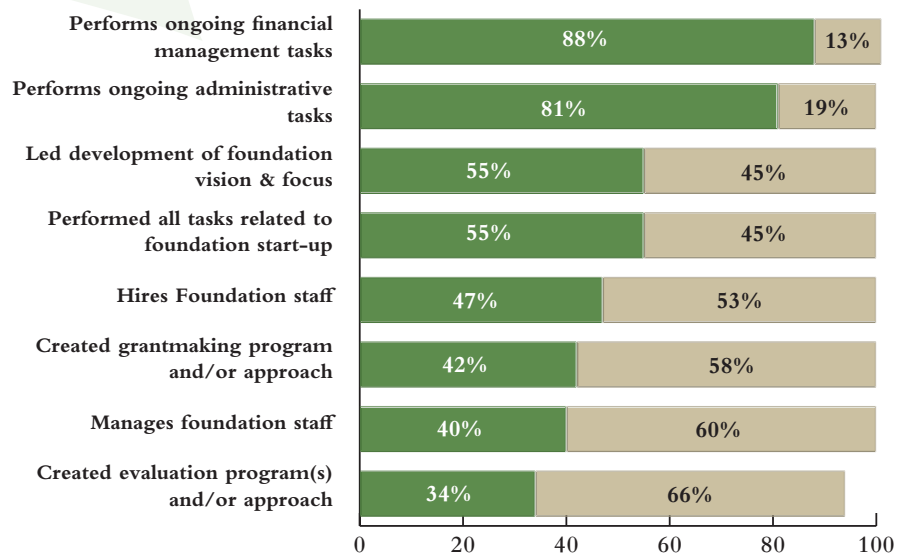 Performs ongoing financial
management tasks
88%
13%
Performs ongoing administrative
tasks
81%
19%
Led development of foundation
vision & focus
55%
45%
Performed all tasks related to
foundation start-up
55%
45%
Hires Foundation staff
47%
53%
Created grantmaking program
and/or approach
42%
58%
Manages foundation staff
40%
60%
Created evaluation program(s)
and/or approach
34%
66%
0 20 40 60 80 100